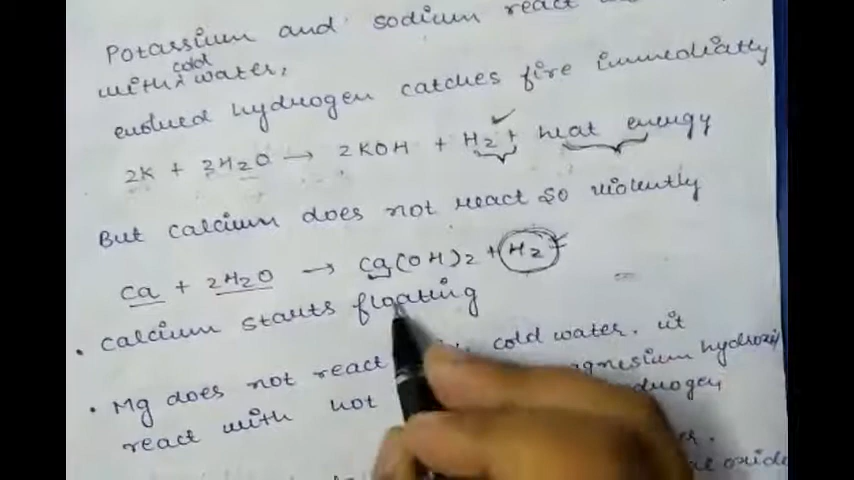 Potassium and sodium react
with cold water,
evolved hydrogen catches fire immediately
2K + 2H2O → 2KOH + H2 + heat energy
But calcium does not react so violently
Ca + 2H2O → Ca(OH)2 + H2
• calcium starts floating
• Mg does not react cold water. it
react with hot magnesium hydroxi